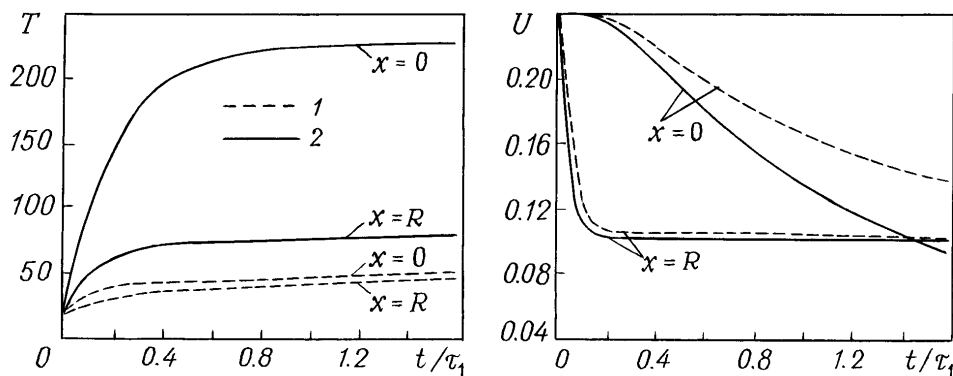 T
200
150
100
50
0
0.4
0.8
1.2
t/τ₁
x = 0
1
2
x = R
x = 0
x = R
U
0.20
0.16
0.12
0.08
0.04
0
0.4
0.8
1.2
t/τ₁
x = 0
x = R